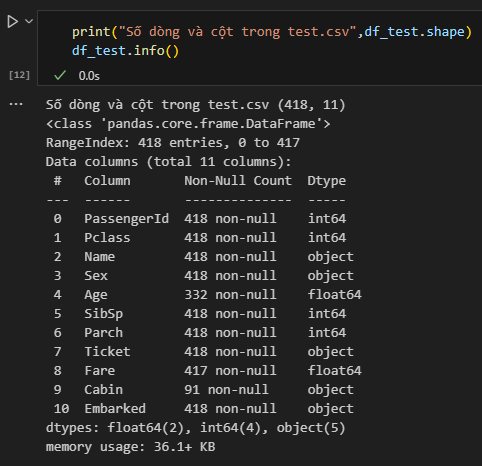 print("Số dòng và cột trong test.csv",df_test.shape)
df_test.info()
[12] 0.0s
Số dòng và cột trong test.csv (418, 11)
<class 'pandas.core.frame.DataFrame'>
RangeIndex: 418 entries, 0 to 417
Data columns (total 11 columns):
 #   Column       Non-Null Count  Dtype
---  ------       --------------  -----
 0   PassengerId  418 non-null    int64
 1   Pclass       418 non-null    int64
 2   Name         418 non-null    object
 3   Sex          418 non-null    object
 4   Age          332 non-null    float64
 5   SibSp        418 non-null    int64
 6   Parch        418 non-null    int64
 7   Ticket       418 non-null    object
 8   Fare         417 non-null    float64
 9   Cabin        91 non-null     object
 10  Embarked     418 non-null    object
dtypes: float64(2), int64(4), object(5)
memory usage: 36.1+ KB